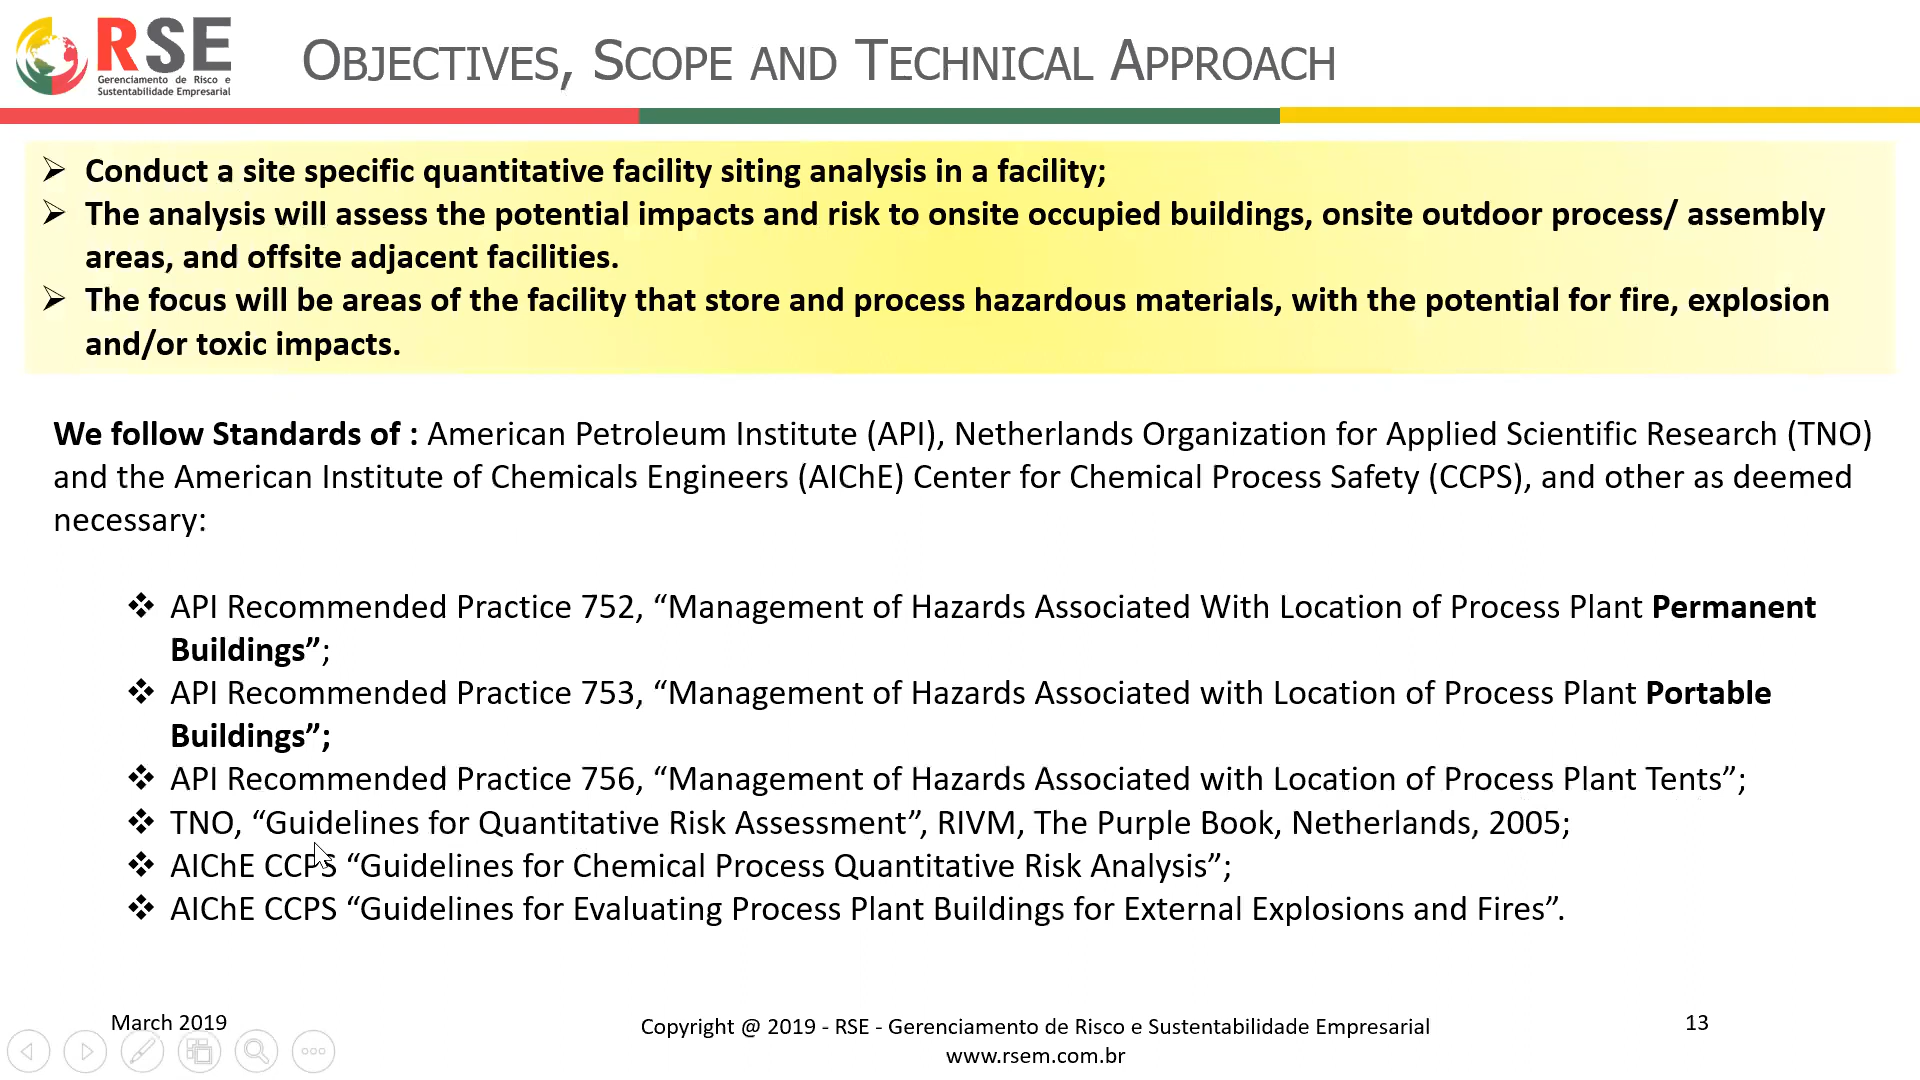 RSE
Gerenciamento de Risco e
Sustentabilidade Empresarial
OBJECTIVES, SCOPE AND TECHNICAL APPROACH
Conduct a site specific quantitative facility siting analysis in a facility;
The analysis will assess the potential impacts and risk to onsite occupied buildings, onsite outdoor process/ assembly
areas, and offsite adjacent facilities.
The focus will be areas of the facility that store and process hazardous materials, with the potential for fire, explosion
and/or toxic impacts.
We follow Standards of : American Petroleum Institute (API), Netherlands Organization for Applied Scientific Research (TNO)
and the American Institute of Chemicals Engineers (AIChE) Center for Chemical Process Safety (CCPS), and other as deemed
necessary:
❖ API Recommended Practice 752, “Management of Hazards Associated With Location of Process Plant Permanent
Buildings”;
❖ API Recommended Practice 753, “Management of Hazards Associated with Location of Process Plant Portable
Buildings”;
❖ API Recommended Practice 756, “Management of Hazards Associated with Location of Process Plant Tents”;
❖ TNO, “Guidelines for Quantitative Risk Assessment”, RIVM, The Purple Book, Netherlands, 2005;
❖ AIChE CCPS “Guidelines for Chemical Process Quantitative Risk Analysis”;
❖ AIChE CCPS “Guidelines for Evaluating Process Plant Buildings for External Explosions and Fires”.
March 2019
Copyright @ 2019 - RSE - Gerenciamento de Risco e Sustentabilidade Empresarial
www.rsem.com.br
13